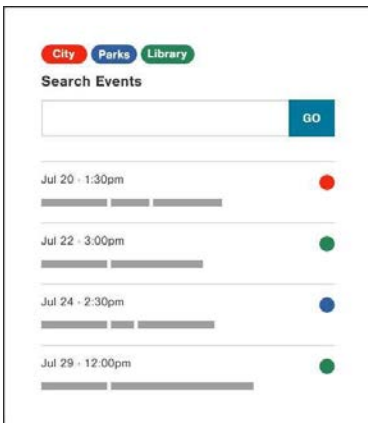 City Parks Library
Search Events
GO
Jul 20 - 1:30pm
Jul 22 - 3:00pm
Jul 24 - 2:30pm
Jul 29 - 12:00pm